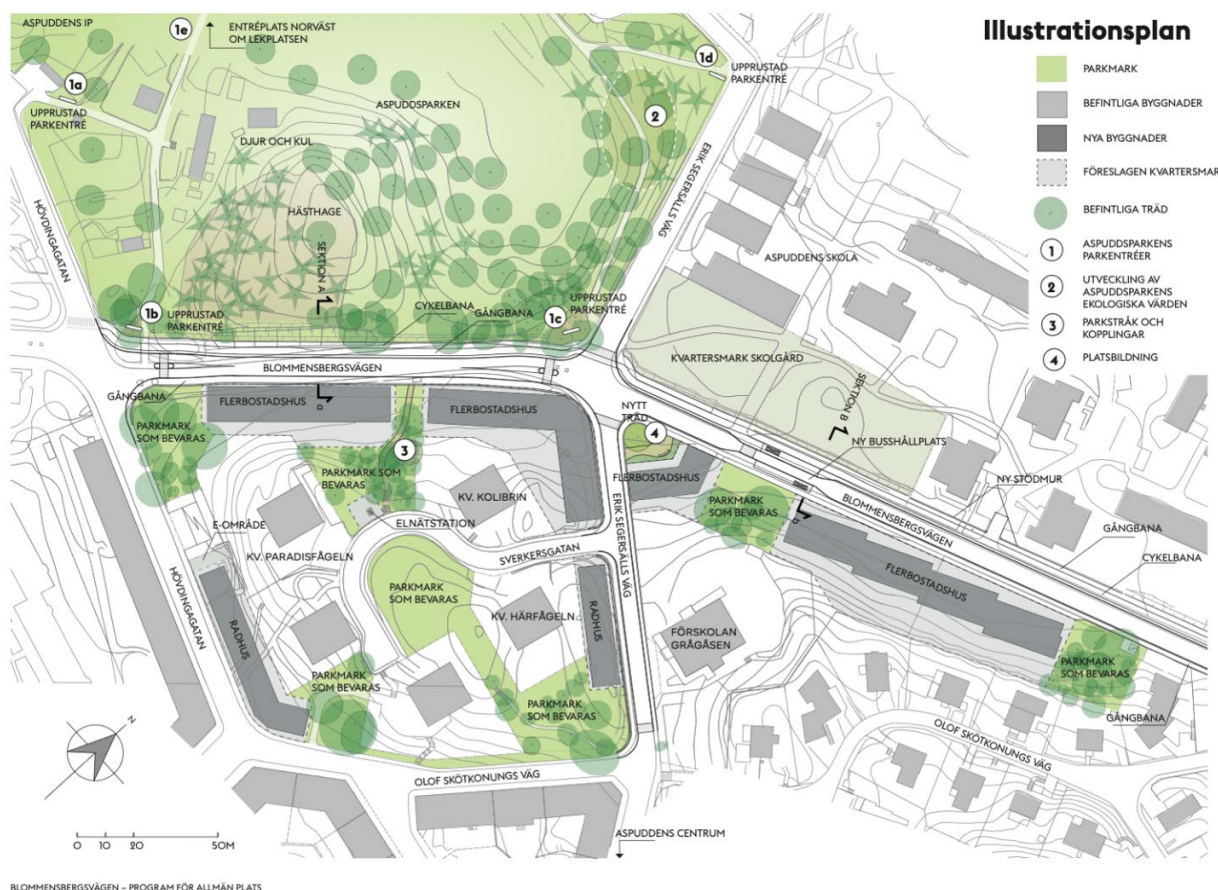 Illustrationsplan
PARKMARK
BEFINTLIGA BYGGNADER
NYA BYGGNADER
FÖRESLAGEN KVARTERSMAR
BEFINTLIGA TRÄD
1
ASPUDDSPARKENS
PARKENTRÉER
2
UTVECKLING AV
ASPUDDSPARKENS
EKOLOGISKA VÄRDEN
3
PARKSTRÅK OCH
KOPPLINGAR
4
PLATSBILDNING
ASPUDDENS IP
1e
ENTRÉPLATS NORVÄST
OM LEKPLATSEN
1d
UPPRUSTAD
PARKENTRÉ
1a
UPPRUSTAD
PARKENTRÉ
ASPUDDSPARKEN
2
DJUR OCH KUL
ERIK SEGERSÄLLS VÄG
HÖVDINGAGATAN
HÄSTHAGE
SEKTION A
ASPUDDENS SKOLA
1b
UPPRUSTAD
PARKENTRÉ
CYKELBANA
GÅNGBANA
1c
UPPRUSTAD
PARKENTRÉ
BLOMMENSBERGSVÄGEN
KVARTERSMARK SKOLGÅRD
SEKTION B
GÅNGBANA
FLERBOSTADSHUS
FLERBOSTADSHUS
NYTT
TRÄD
4
NY BUSSHÅLLPLATS
PARKMARK
SOM BEVARAS
3
PARKMARK SOM
BEVARAS
KV. KOLIBRIN
FLERBOSTADSHUS
PARKMARK
SOM BEVARAS
NY STÖDMUR
BLOMMENSBERGSVÄGEN
GÅNGBANA
CYKELBANA
E-OMRÅDE
ELNÄTSTATION
KV. PARADISFÅGELN
SVERKERSGATAN
ERIK SEGERSÄLLS VÄG
FLERBOSTADSHUS
HÖVDINGAGATAN
RADHUS
PARKMARK
SOM BEVARAS
KV. HÄRFÅGELN
RADHUS
FÖRSKOLAN
GRÅGÅSEN
PARKMARK
SOM BEVARAS
PARKMARK
SOM BEVARAS
PARKMARK
SOM BEVARAS
GÅNGBANA
OLOF SKÖTKONUNGS VÄG
OLOF SKÖTKONUNGS VÄG
N
0 10 20 50M
ASPUDDENS CENTRUM
BLOMMENSBERGSVÄGEN – PROGRAM FÖR ALLMÄN PLATS